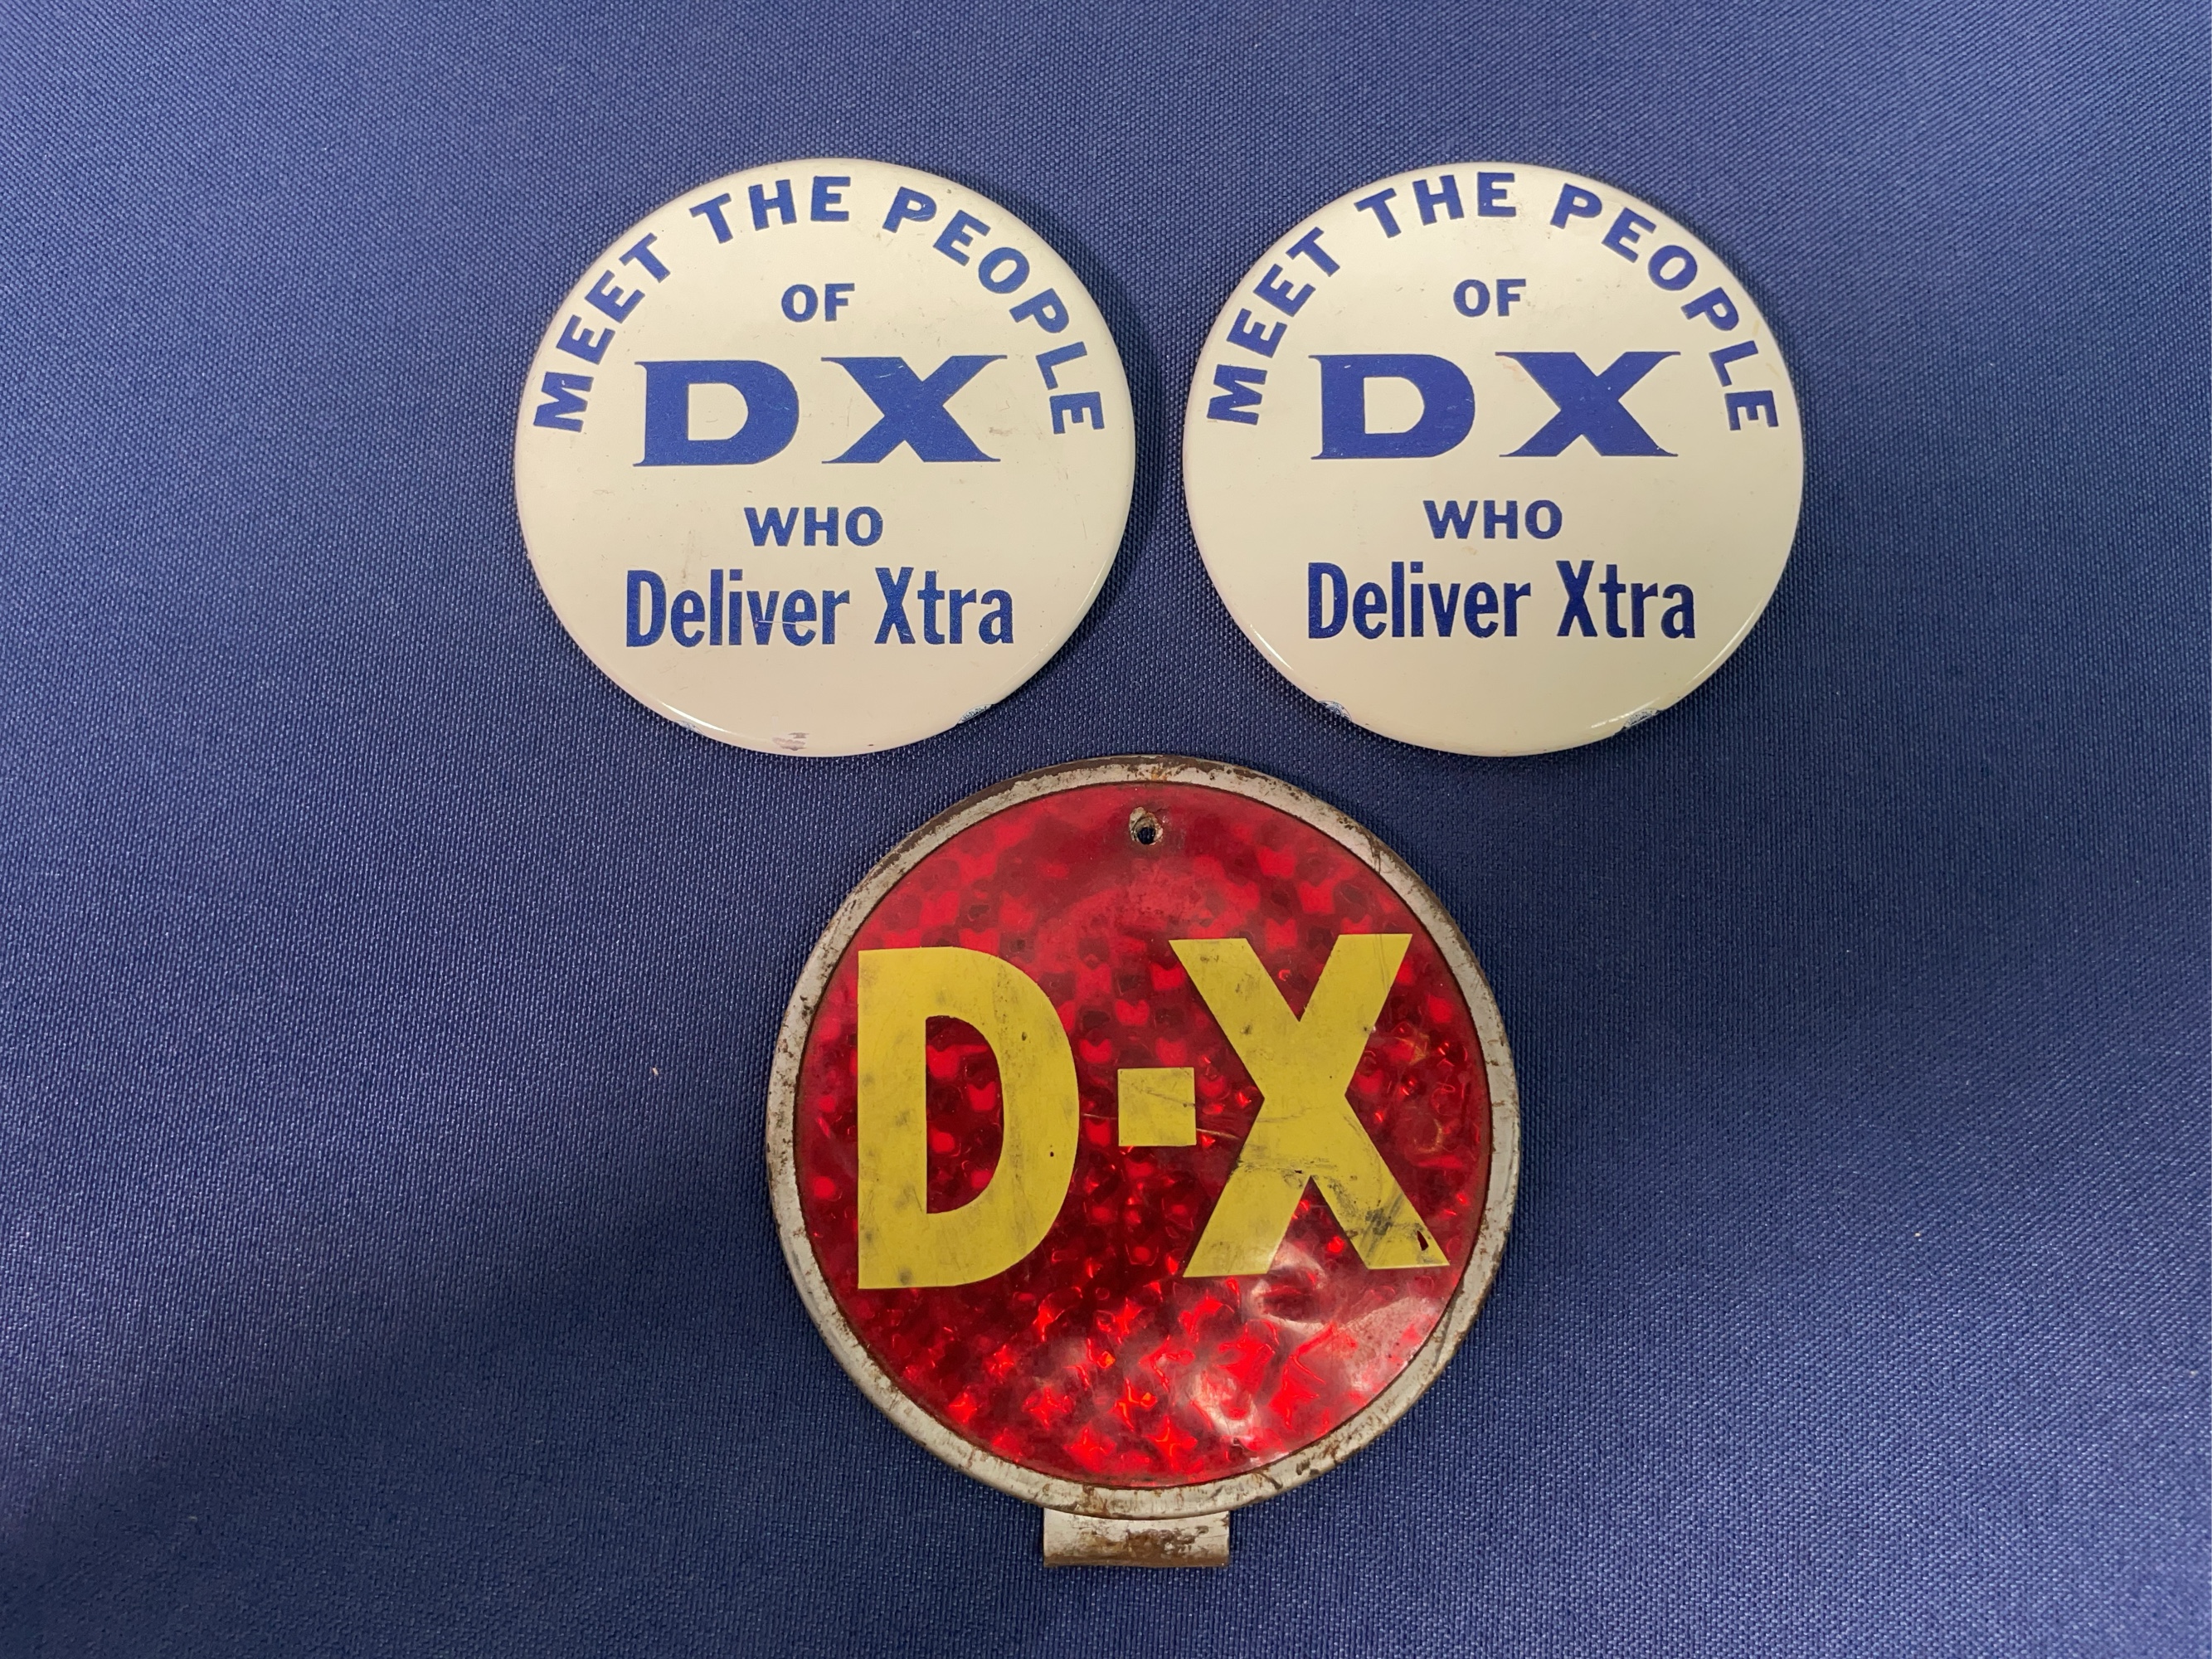 MEET THE PEOPLE
OF
DX
WHO
Deliver Xtra
MEET THE PEOPLE
OF
DX
WHO
Deliver Xtra
D-X